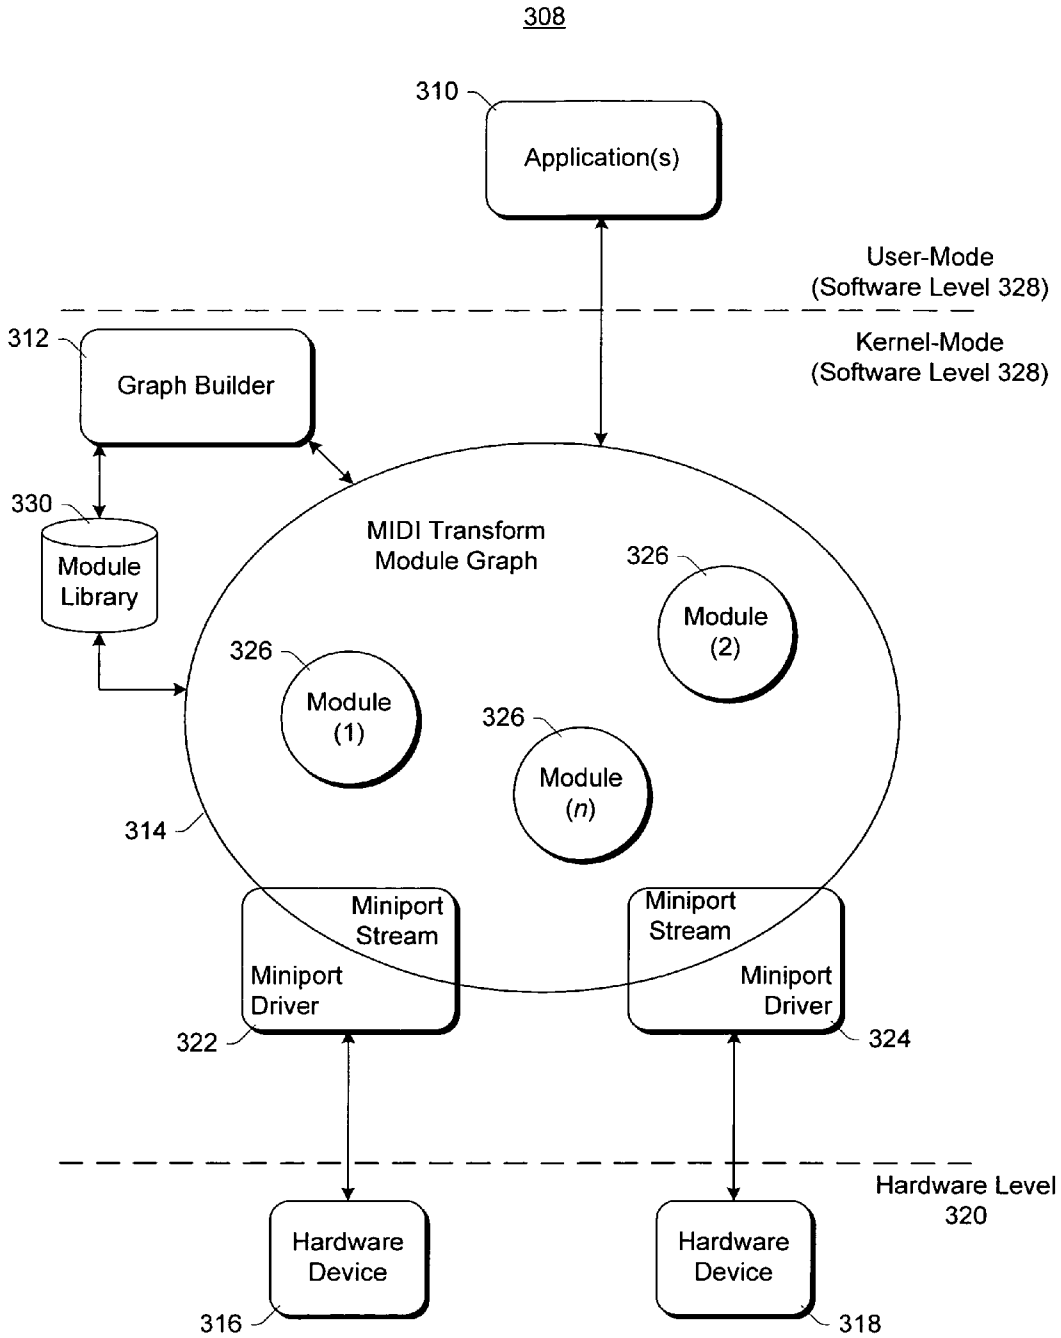 308
310
Application(s)
User-Mode
(Software Level 328)
312
Graph Builder
Kernel-Mode
(Software Level 328)
330
Module
Library
MIDI Transform
Module Graph
326
Module
(2)
326
Module
(1)
326
Module
(n)
314
Miniport
Stream
Miniport
Driver
322
Miniport
Stream
Miniport
Driver
324
Hardware Level
320
Hardware
Device
316
Hardware
Device
318